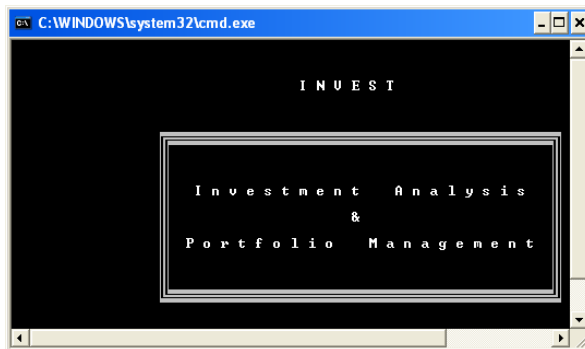 C:\WINDOWS\system32\cmd.exe
I N V E S T
I n v e s t m e n t   A n a l y s i s
&
P o r t f o l i o   M a n a g e m e n t